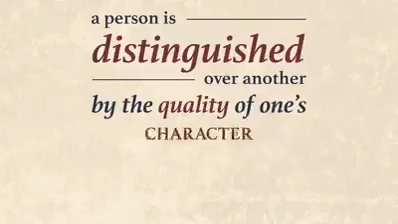 a person is
distinguished
over another
by the quality of one's
CHARACTER